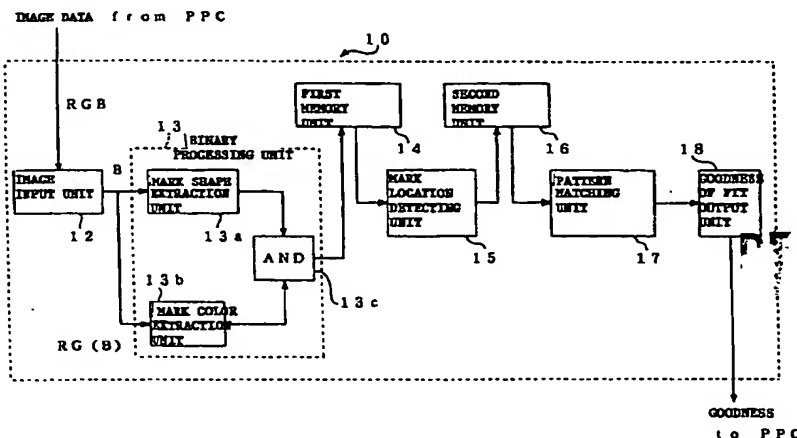 IMAGE DATA from PPC
10
RGB
FIRST
MEMORY
UNIT
SECOND
MEMORY
UNIT
13
BINARY
PROCESSING UNIT
14
16
18
B
IMAGE
INPUT UNIT
MARK SHAPE
EXTRACTION
UNIT
MARK
LOCATION
DETECTING
UNIT
PATTERN
MATCHING
UNIT
GOODNESS
OF FIT
OUTPUT
UNIT
12
13a
15
17
AND
13b
13c
MARK COLOR
EXTRACTION
UNIT
RG (B)
GOODNESS
to PPC